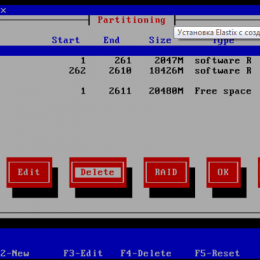 Partitioning
Установка Elastix с созд
Start End Size Type
1 261 2047M software R
262 2610 18426M software R
1 2611 20480M Free space
Edit Delete RAID OK
2-New F3-Edit F4-Delete F5-Reset